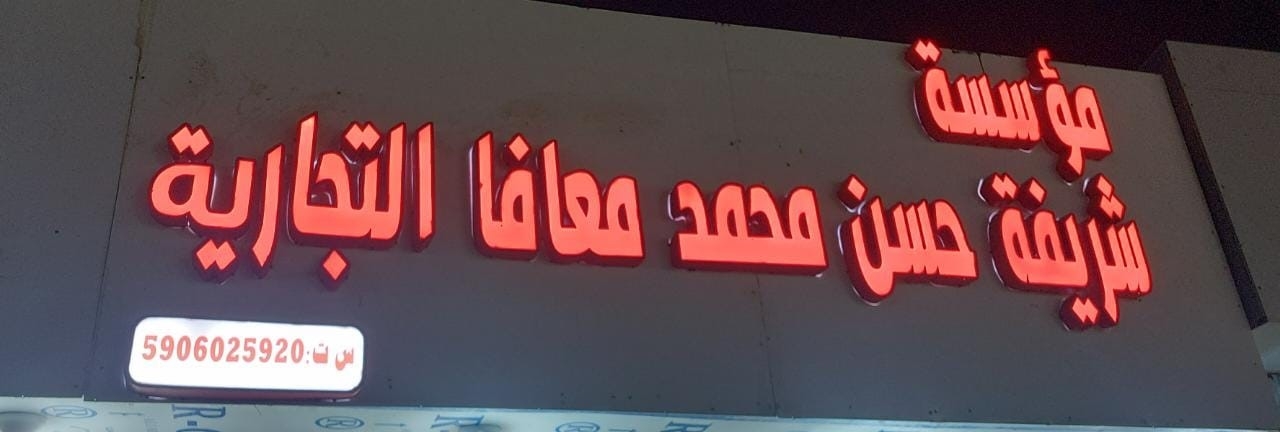 مؤسسة
شريفة حسن محمد معافا التجارية
س ت: 5906025920